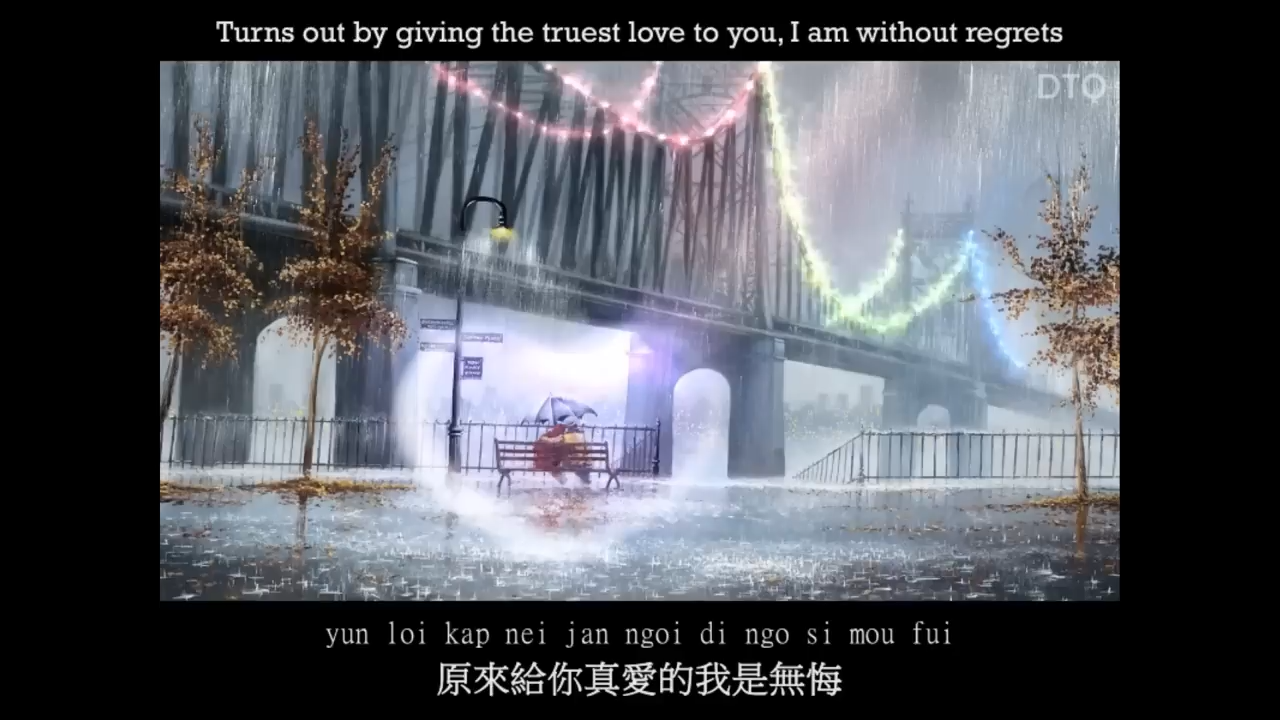 Turns out by giving the truest love to you, I am without regrets
DTQ
yun loi kap nei jan ngoi di ngo si mou fui
原來給你真愛的我是無悔